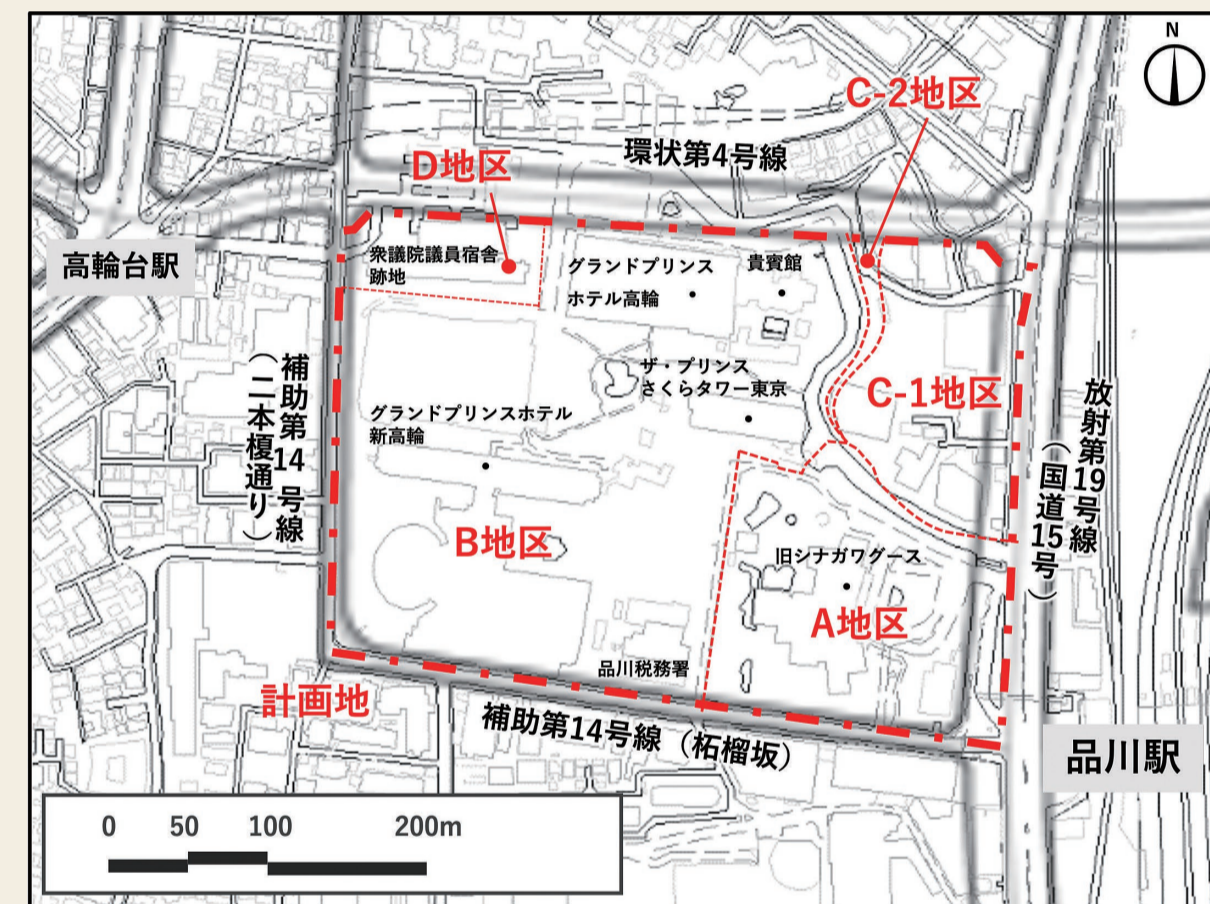 N
C-2地区
環状第4号線
D地区
高輪台駅
衆議院議員宿舎
跡地
グランドプリンス
ホテル高輪
貴賓館
ザ・プリンス
さくらタワー東京
C-1地区
補助第14号線
（二本榎通り）
グランドプリンスホテル
新高輪
放射第19号線
（国道15号）
B地区
旧シナガワグース
A地区
品川税務署
計画地
補助第14号線（柘榴坂）
品川駅
0 50 100 200m